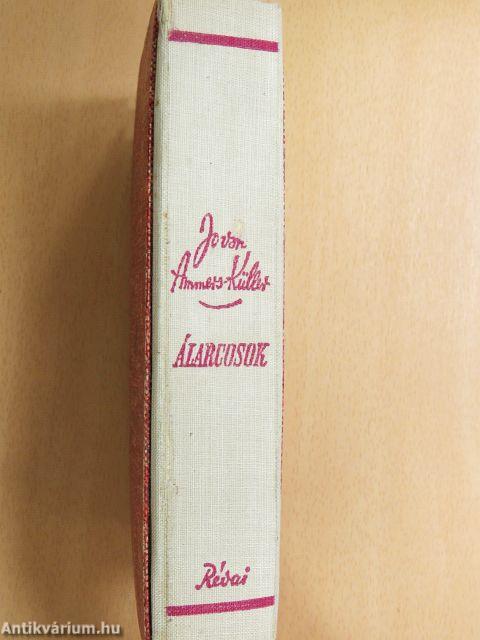 Jo van
Ammers-Küller
ÁLARCOSOK
Révai
Antikvárium.hu